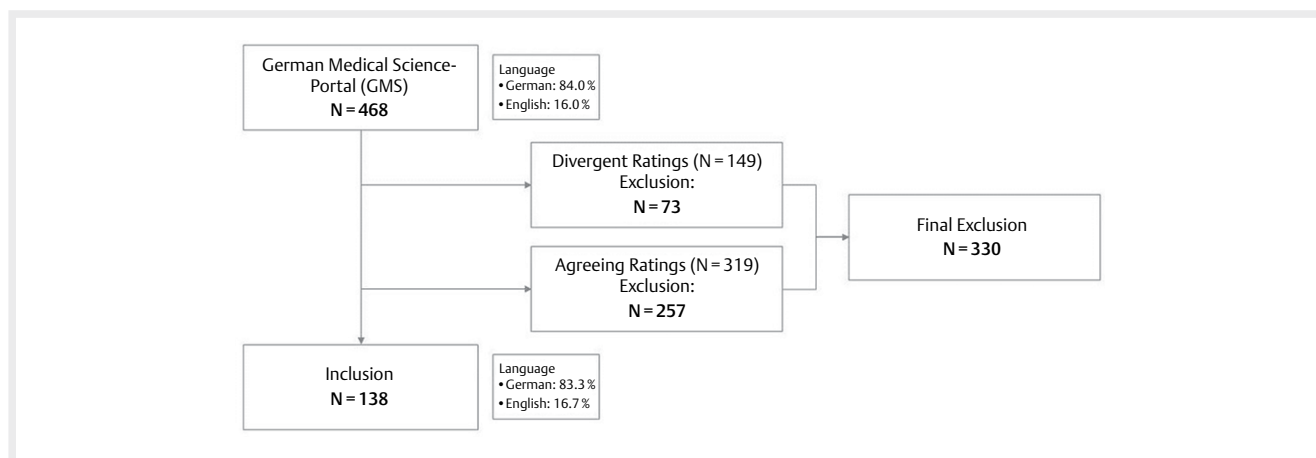 German Medical Science-
Portal (GMS)
N = 468
Language
• German: 84.0 %
• English: 16.0 %
Divergent Ratings (N = 149)
Exclusion:
N = 73
Final Exclusion
N = 330
Agreeing Ratings (N = 319)
Exclusion:
N = 257
Inclusion
N = 138
Language
• German: 83.3 %
• English: 16.7 %